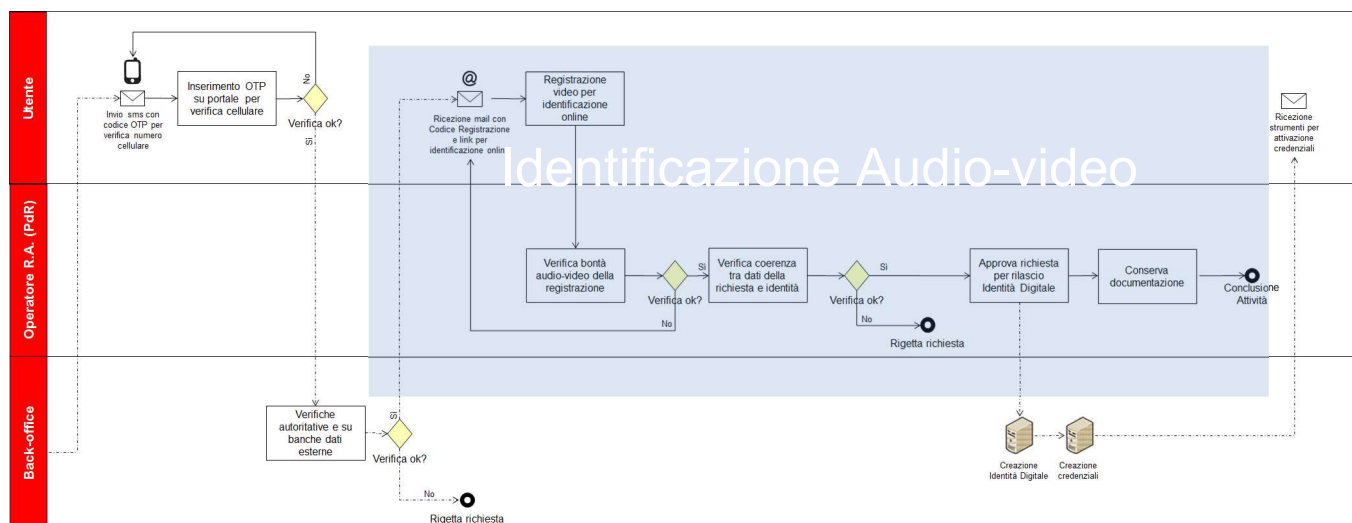 Utente
Invio sms con
codice OTP per
verifica numero
cellulare
Inserimento OTP
su portale per
verifica cellulare
No
Verifica ok?
Sì
@
Ricezione mail con
Codice Registrazione
e link per
identificazione onlin
Registrazione
video per
identificazione
online
Identificazione Audio-video
Ricezione
strumenti per
attivazione
credenziali
Operatore R.A. (PdR)
Verifica bontà
audio-video della
registrazione
Verifica ok?
Sì
No
Verifica coerenza
tra dati della
richiesta e identità
Verifica ok?
Sì
No
Rigetta richiesta
Approva richiesta
per rilascio
Identità Digitale
Conserva
documentazione
Conclusione
Attività
Back-office
Verifiche
autoritative e su
banche dati
esterne
Sì
Verifica ok?
No
Rigetta richiesta
Creazione
Identità Digitale
Creazione
credenziali